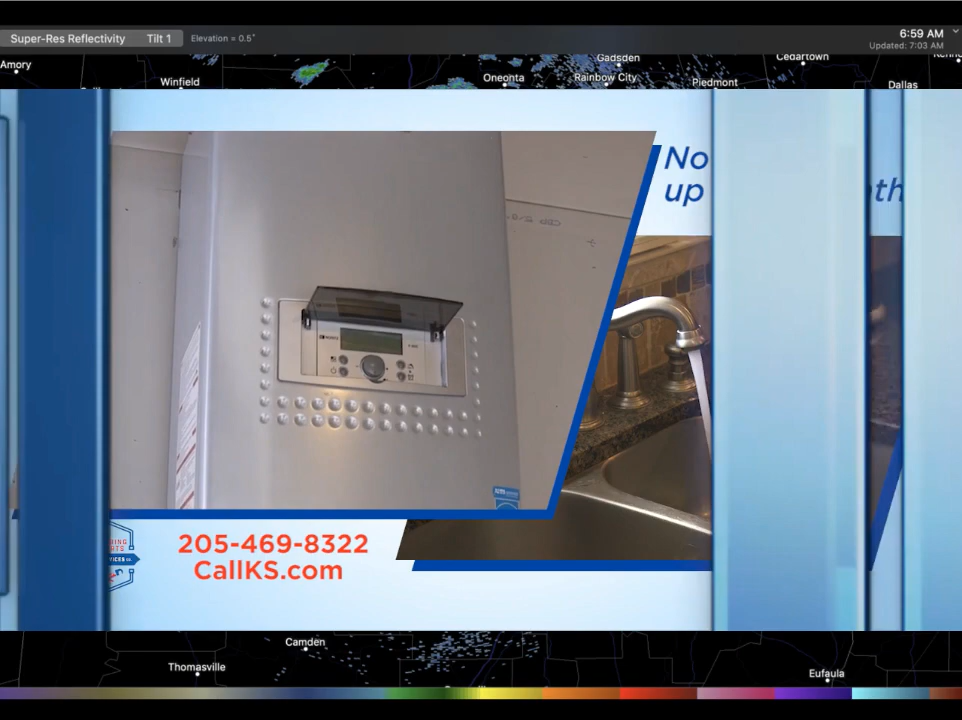 Super-Res Reflectivity Tilt 1 Elevation = 0.5°
6:59 AM
Updated: 7:03 AM
Amory
Winfield
Oneonta
Gadsden
Rainbow City
Piedmont
Cedartown
Dallas
No
up
205-469-8322
CallKS.com
Camden
Thomasville
Eufaula